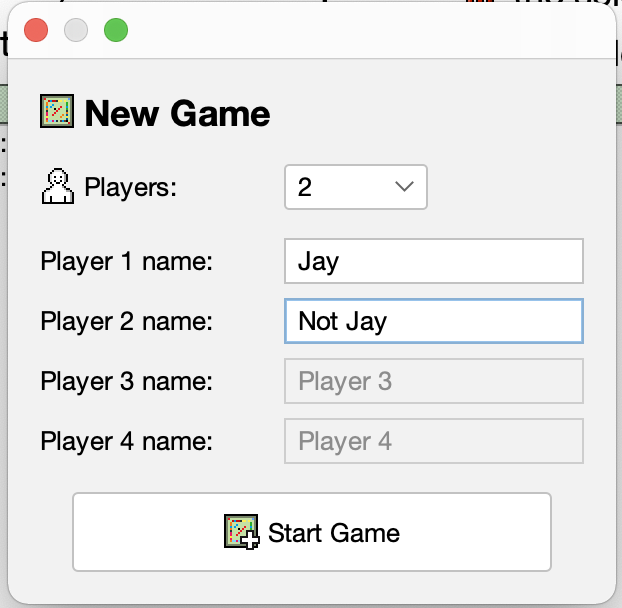 New Game
Players: 2
Player 1 name: Jay
Player 2 name: Not Jay
Player 3 name: Player 3
Player 4 name: Player 4
Start Game